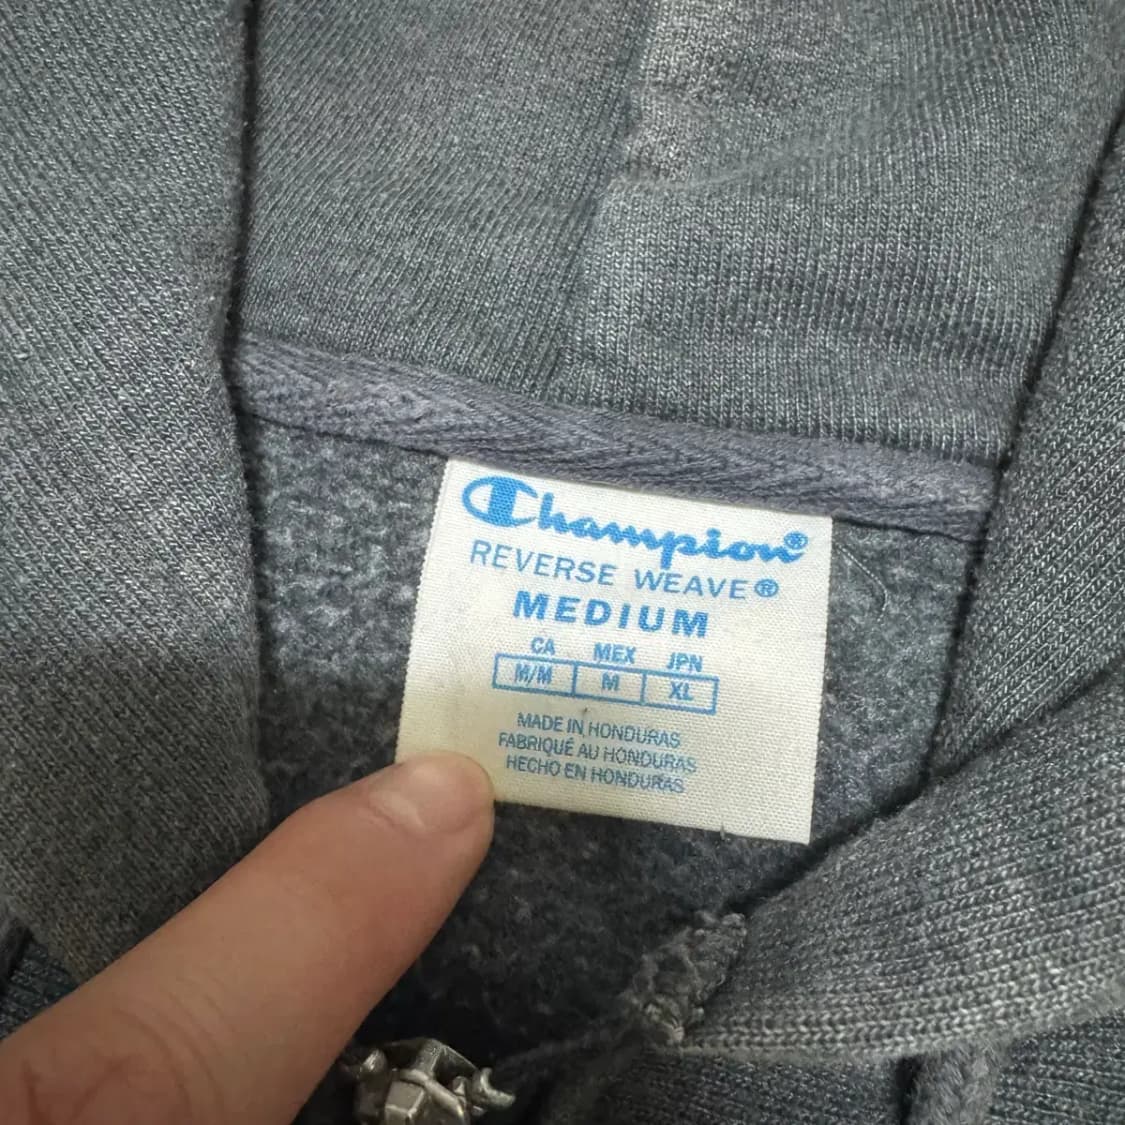 Champion®
REVERSE WEAVE®
MEDIUM
CA MEX JPN
M/M M XL
MADE IN HONDURAS
FABRIQUÉ AU HONDURAS
HECHO EN HONDURAS